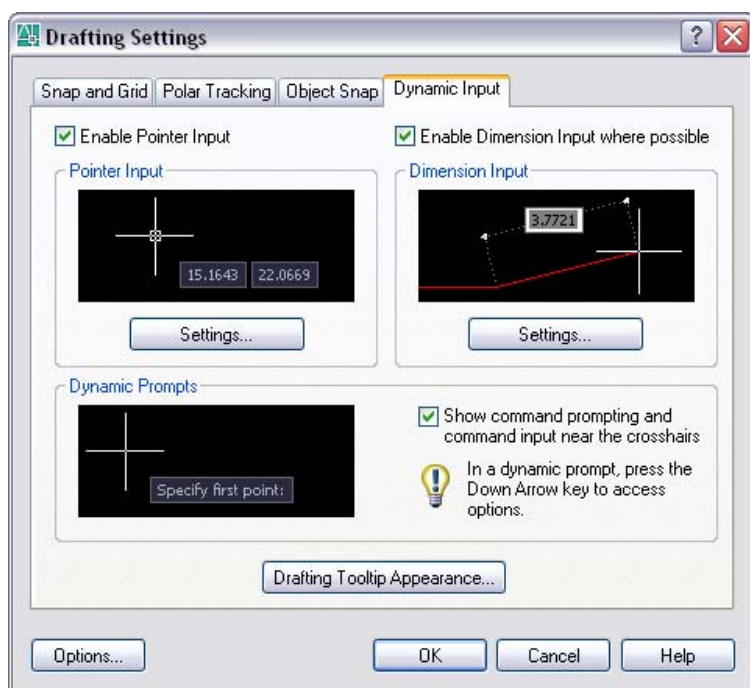 Drafting Settings
Snap and Grid Polar Tracking Object Snap Dynamic Input
Enable Pointer Input
Enable Dimension Input where possible
Pointer Input
15.1643 22.0669
Settings...
Dimension Input
3.7721
Settings...
Dynamic Prompts
Specify first point:
Show command prompting and
command input near the crosshairs
In a dynamic prompt, press the
Down Arrow key to access
options.
Drafting Tooltip Appearance...
Options...
OK
Cancel
Help